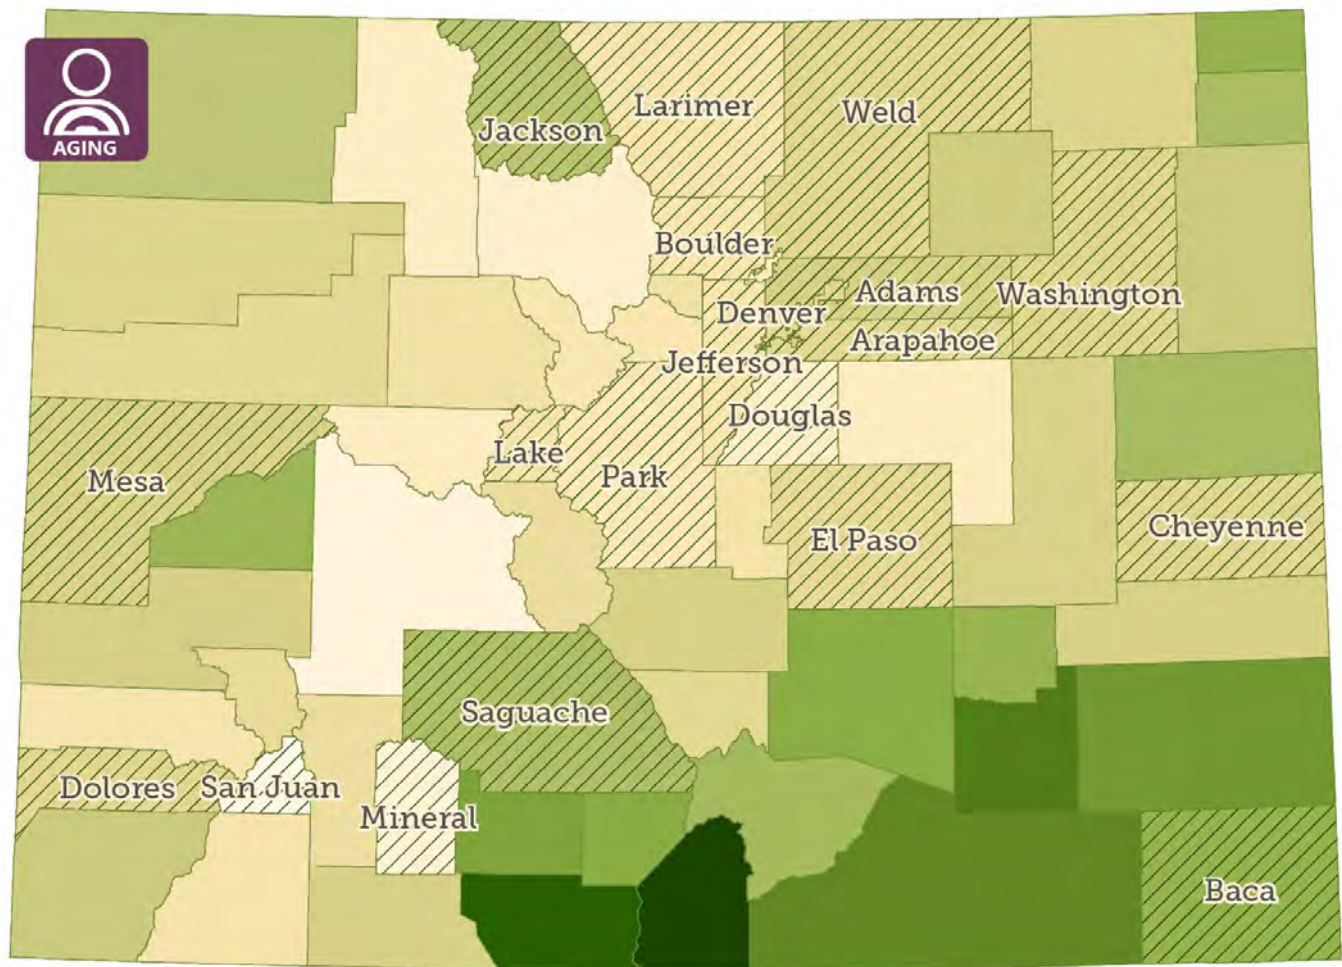 AGING
Jackson
Larimer
Weld
Boulder
Denver
Adams
Washington
Arapahoe
Jefferson
Douglas
Lake
Park
Mesa
El Paso
Cheyenne
Saguache
Dolores
San Juan
Mineral
Baca